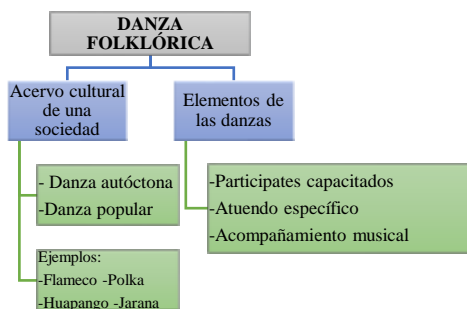 DANZA
FOLKLÓRICA
Acervo cultural
de una
sociedad
- Danza autóctona
-Danza popular
Ejemplos:
-Flameco -Polka
-Huapango -Jarana
Elementos de
las danzas
-Participates capacitados
-Atuendo específico
-Acompañamiento musical